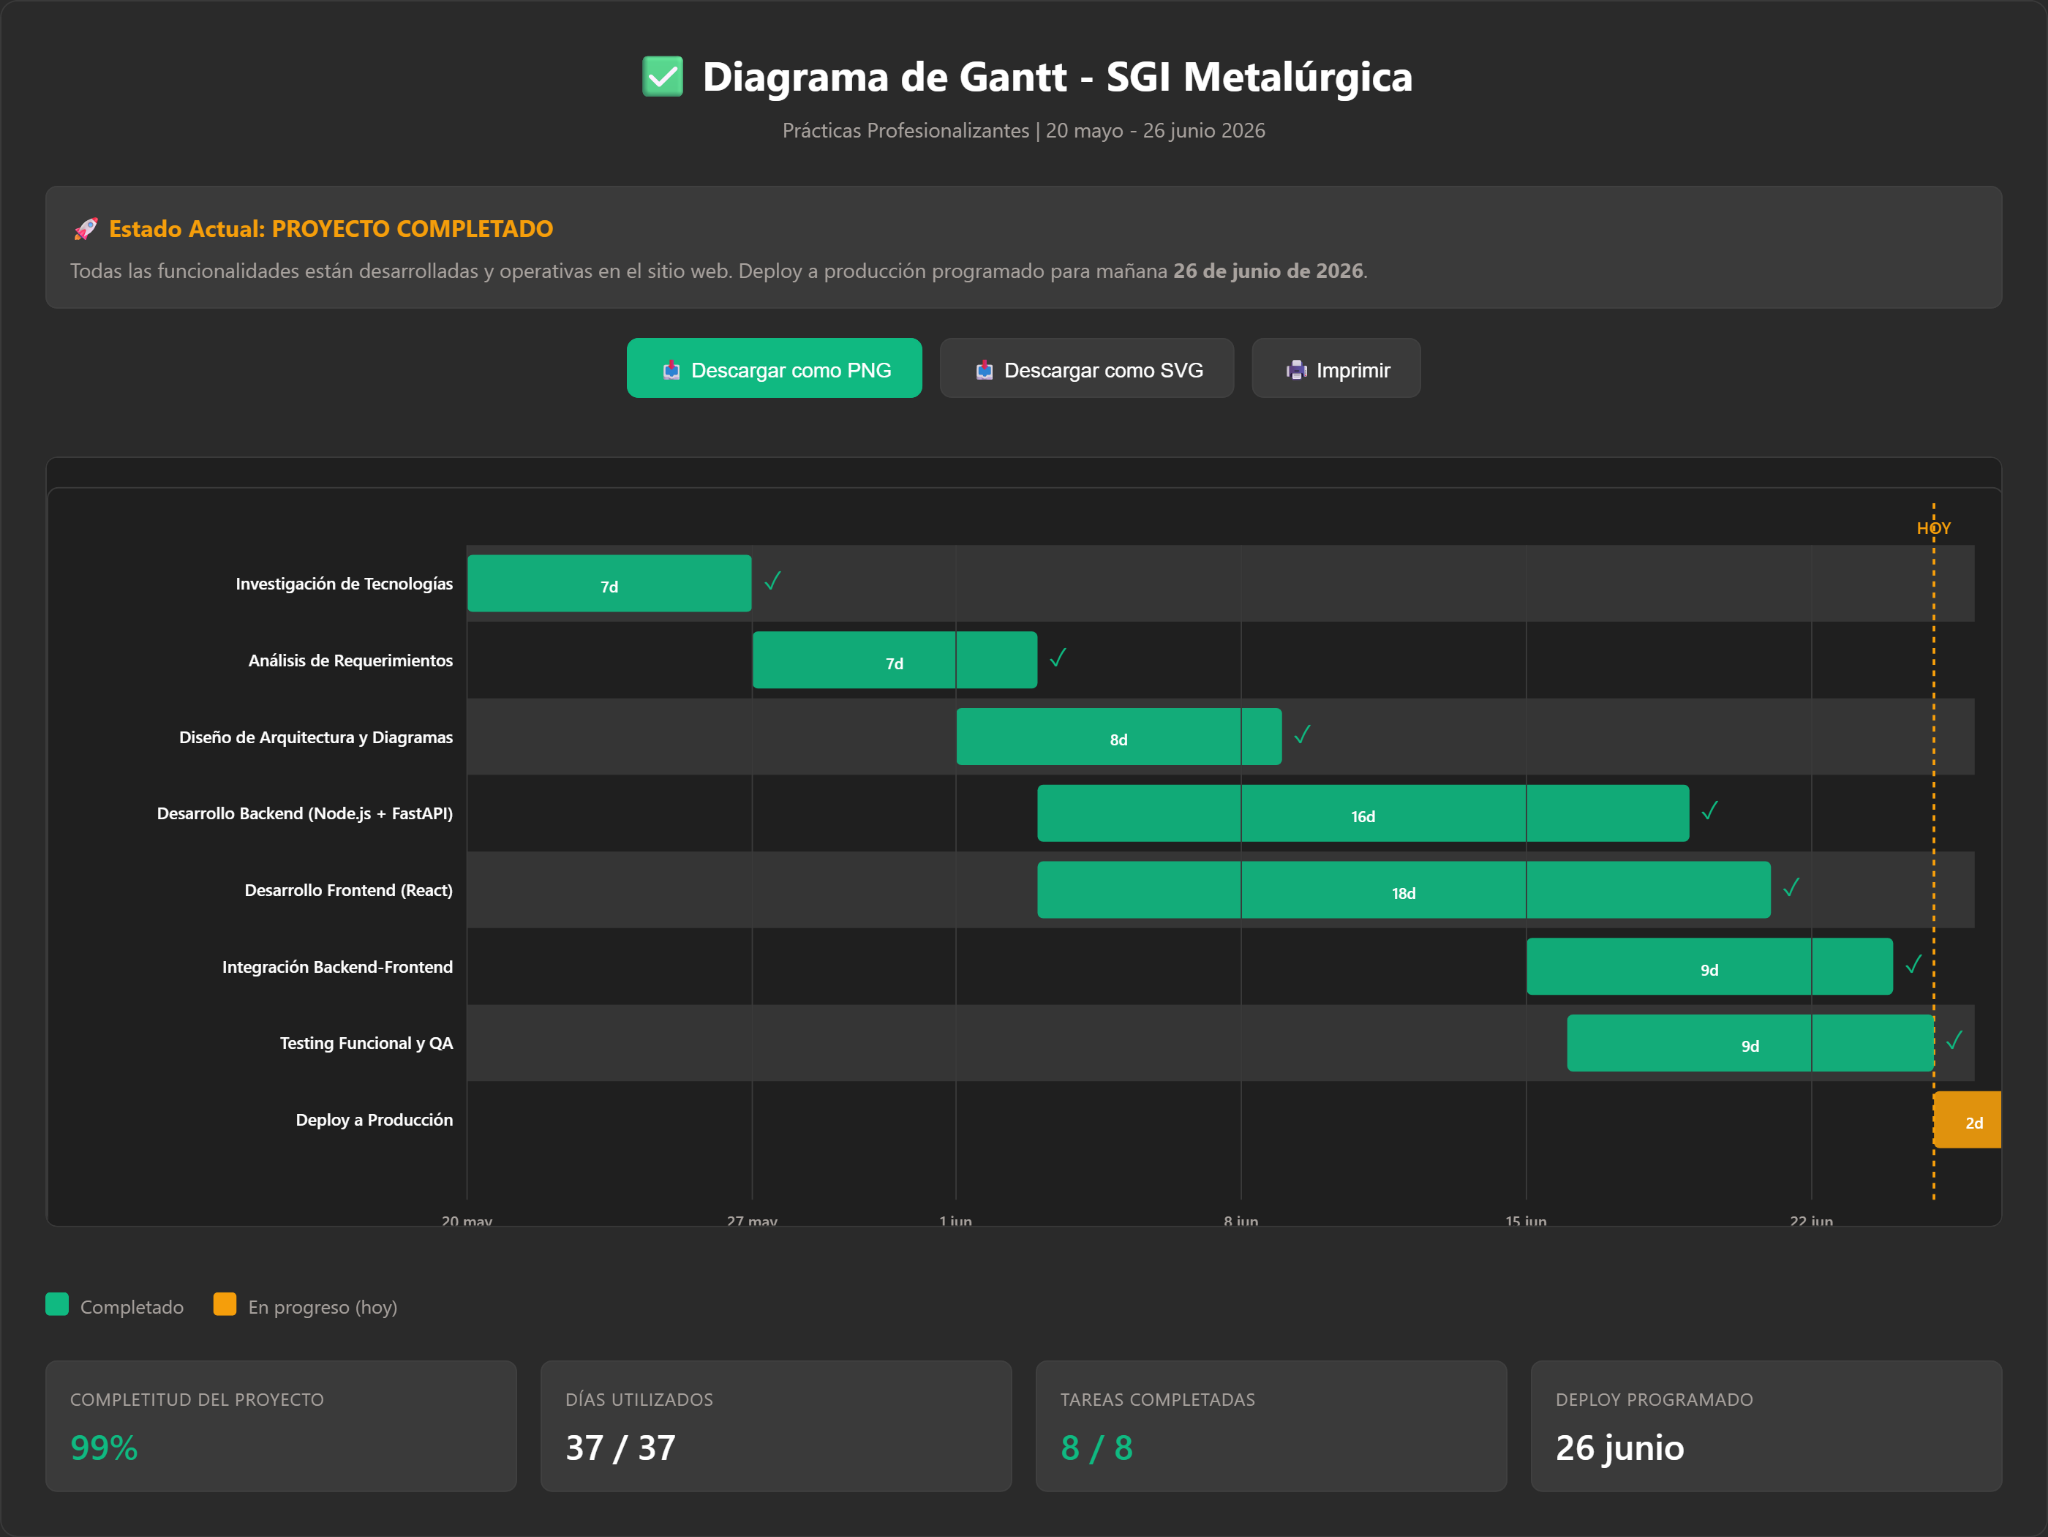 Diagrama de Gantt - SGI Metalúrgica
Prácticas Profesionalizantes | 20 mayo - 26 junio 2026
Estado Actual: PROYECTO COMPLETADO
Todas las funcionalidades están desarrolladas y operativas en el sitio web. Deploy a producción programado para mañana 26 de junio de 2026.
Descargar como PNG
Descargar como SVG
Imprimir
HOY
Investigación de Tecnologías
7d
Análisis de Requerimientos
7d
Diseño de Arquitectura y Diagramas
8d
Desarrollo Backend (Node.js + FastAPI)
16d
Desarrollo Frontend (React)
18d
Integración Backend-Frontend
9d
Testing Funcional y QA
9d
Deploy a Producción
2d
20 may
27 may
1 jun
8 jun
15 jun
22 jun
Completado
En progreso (hoy)
COMPLETITUD DEL PROYECTO
99%
DÍAS UTILIZADOS
37 / 37
TAREAS COMPLETADAS
8 / 8
DEPLOY PROGRAMADO
26 junio